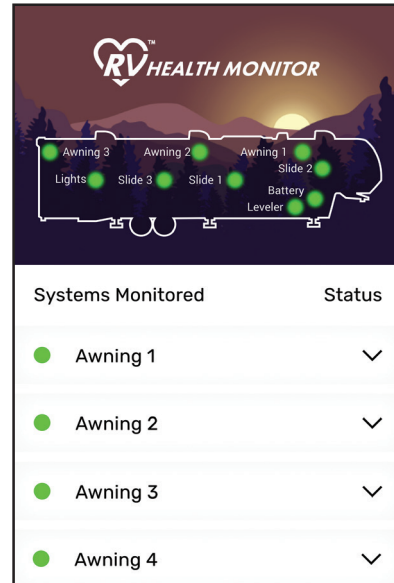 RV™ HEALTH MONITOR
Awning 3 Awning 2 Awning 1
Slide 2
Lights Slide 3 Slide 1
Battery
Leveler
Systems Monitored Status
Awning 1
Awning 2
Awning 3
Awning 4